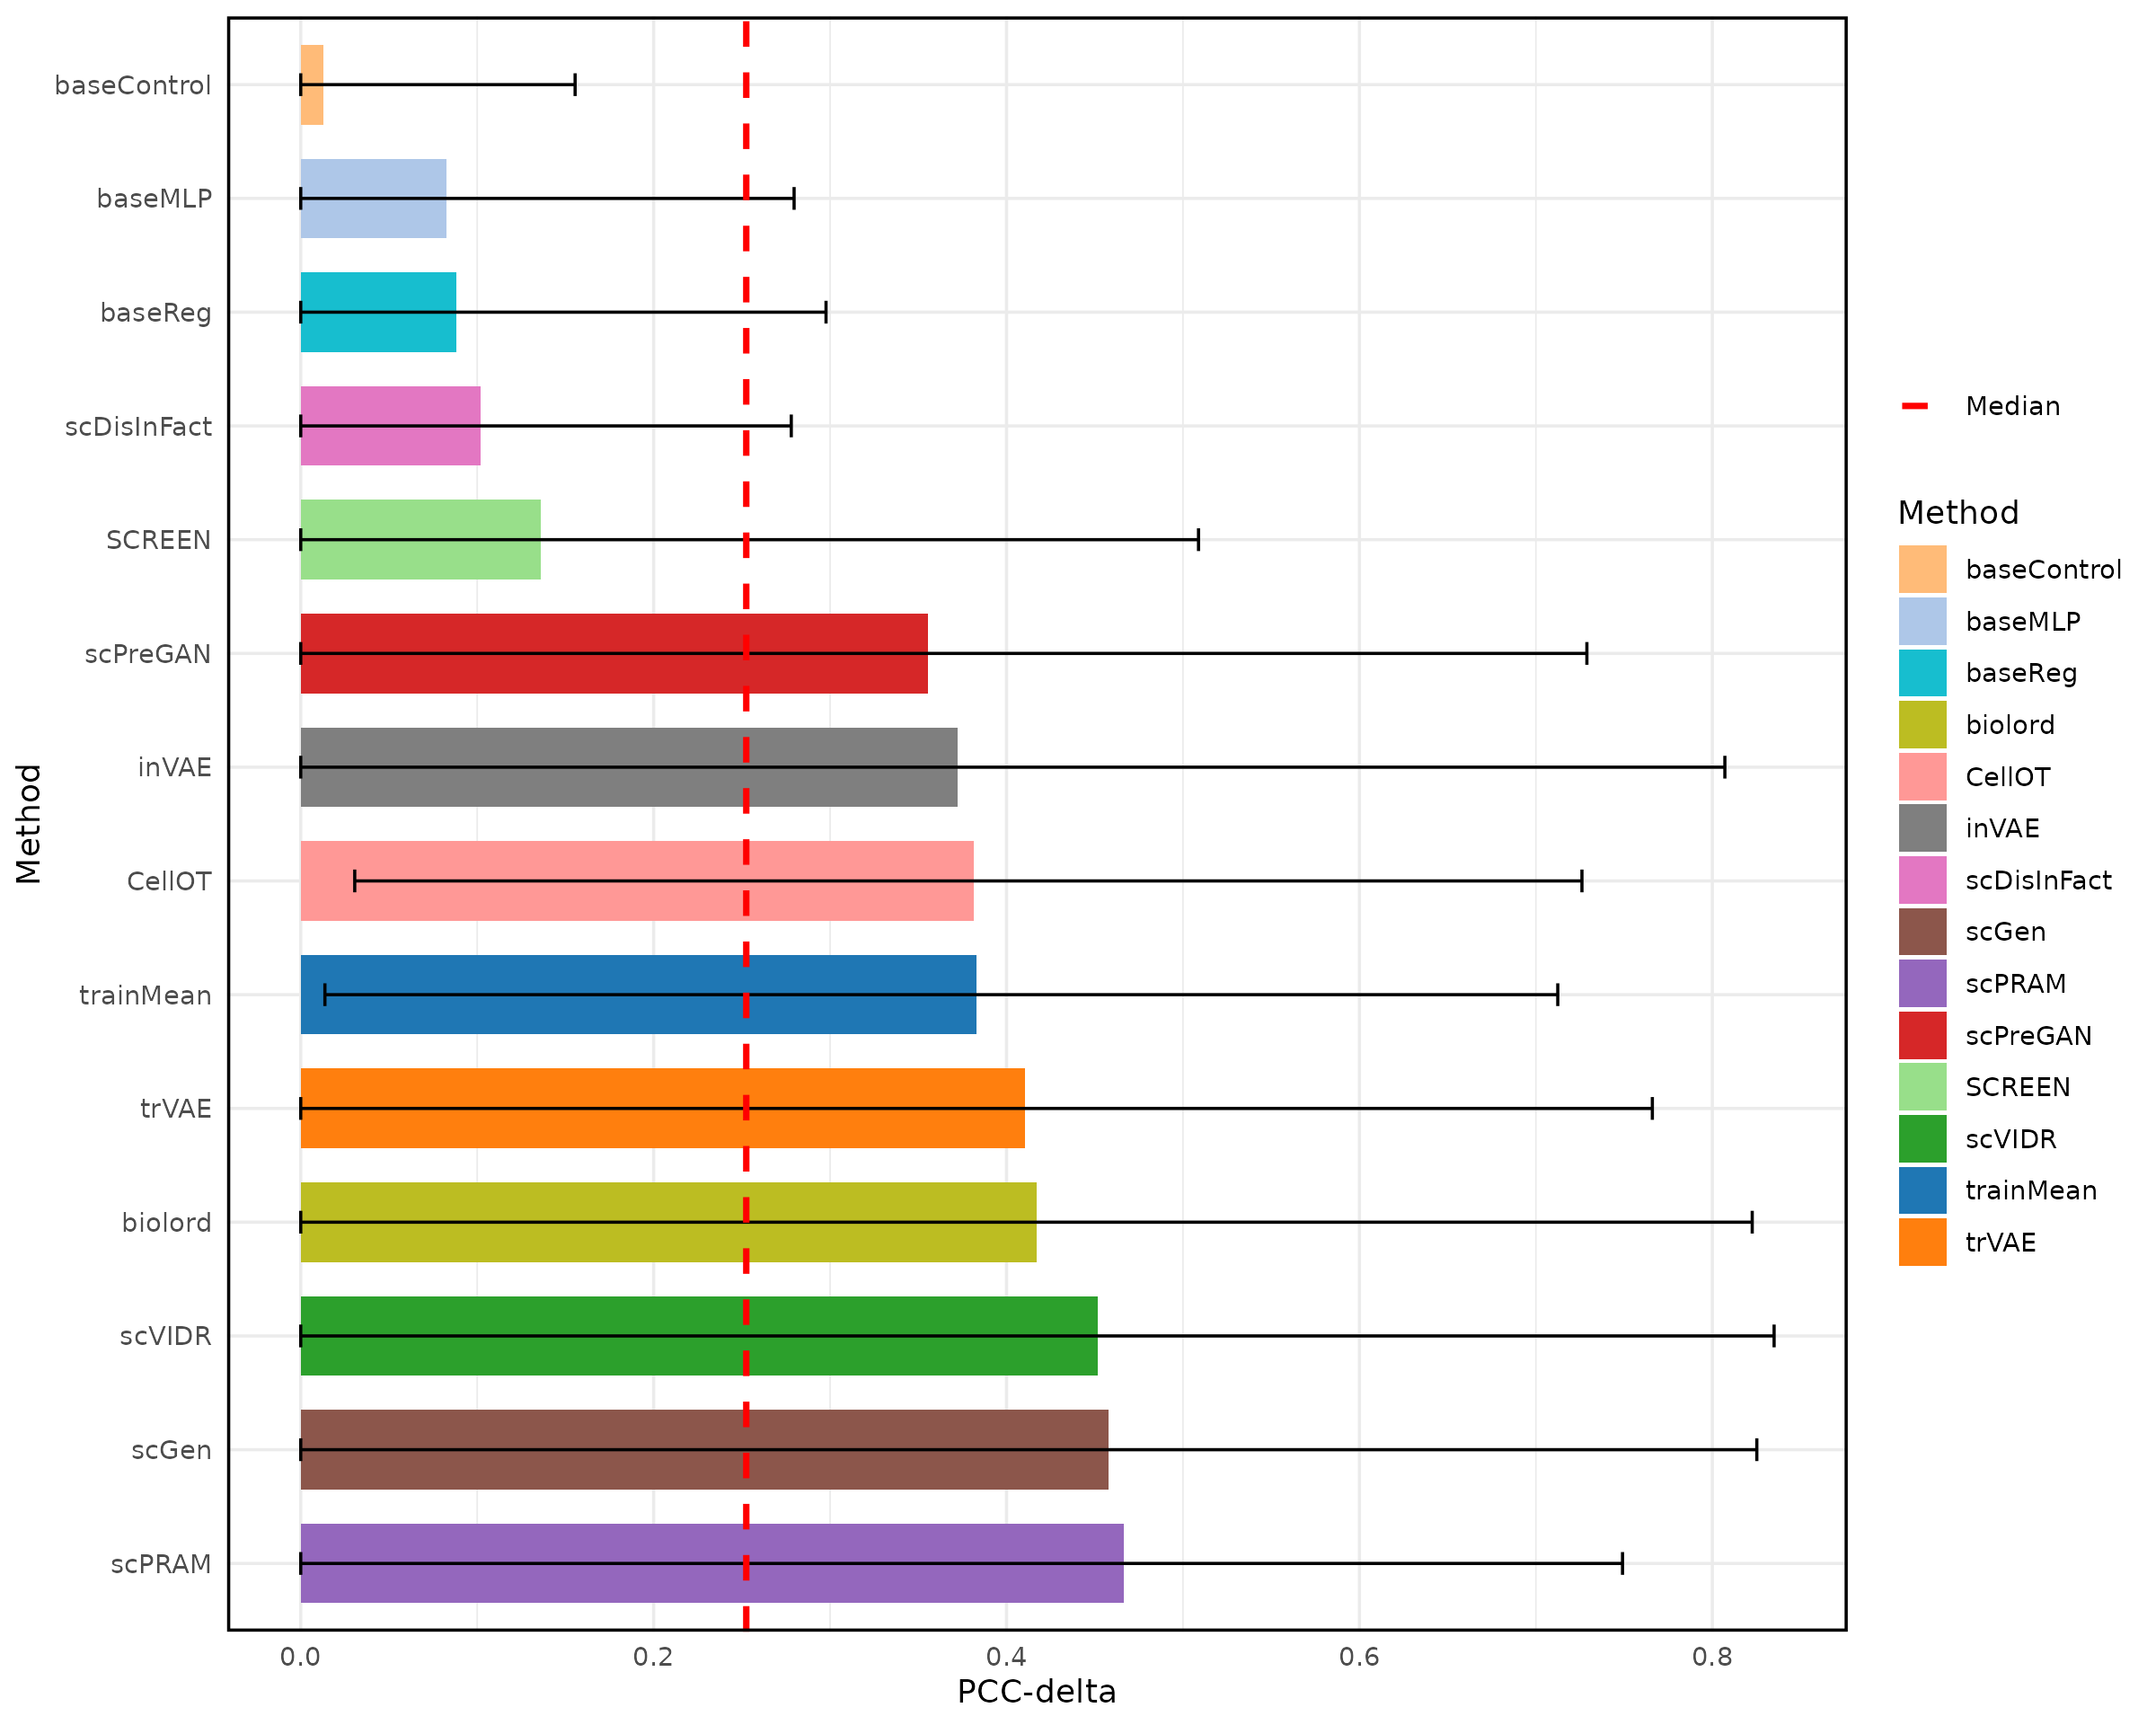 baseControl
baseMLP
baseReg
scDisInFact
SCREEN
scPreGAN
inVAE
CellOT
trainMean
trVAE
biolord
scVIDR
scGen
scPRAM
Method
0.0 0.2 0.4 0.6 0.8
PCC-delta
Median
Method
baseControl
baseMLP
baseReg
biolord
CellOT
inVAE
scDisInFact
scGen
scPRAM
scPreGAN
SCREEN
scVIDR
trainMean
trVAE